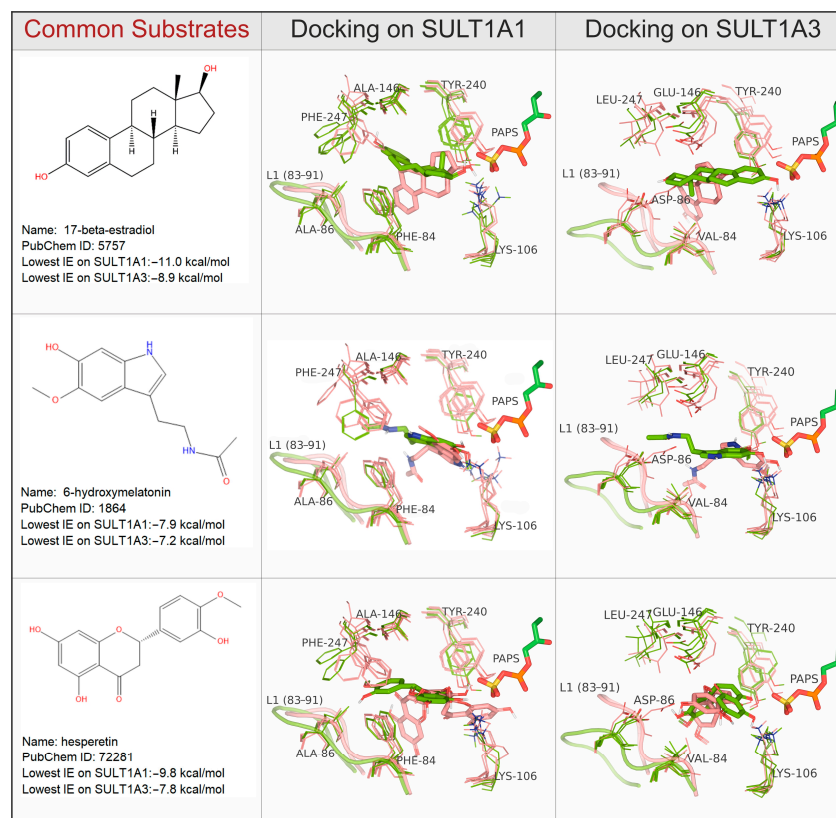 Common Substrates
Docking on SULT1A1
Docking on SULT1A3
OH
H
H
H
HO
Name: 17-beta-estradiol
PubChem ID: 5757
Lowest IE on SULT1A1:−11.0 kcal/mol
Lowest IE on SULT1A3:−8.9 kcal/mol
ALA-146
TYR-240
PHE-247
PAPS
L1 (83–91)
ALA-86
PHE-84
LYS-106
GLU-146
TYR-240
LEU-247
PAPS
L1 (83–91)
ASP-86
VAL-84
LYS-106
HO
H
N
O
NH
O
Name: 6-hydroxymelatonin
PubChem ID: 1864
Lowest IE on SULT1A1:−7.9 kcal/mol
Lowest IE on SULT1A3:−7.2 kcal/mol
ALA-146
TYR-240
PHE-247
PAPS
L1 (83–91)
ALA-86
PHE-84
LYS-106
GLU-146
LEU-247
TYR-240
PAPS
L1 (83–91)
ASP-86
VAL-84
LYS-106
O
HO
O
OH
OH
O
Name: hesperetin
PubChem ID: 72281
Lowest IE on SULT1A1:−9.8 kcal/mol
Lowest IE on SULT1A3:−7.8 kcal/mol
ALA-146
TYR-240
PHE-247
PAPS
L1 (83–91)
ALA 86
PHE-84
LYS-106
LEU-247
GLU-146
TYR-240
PAPS
L1 (83–91)
ASP-86
VAL-84
LYS-106